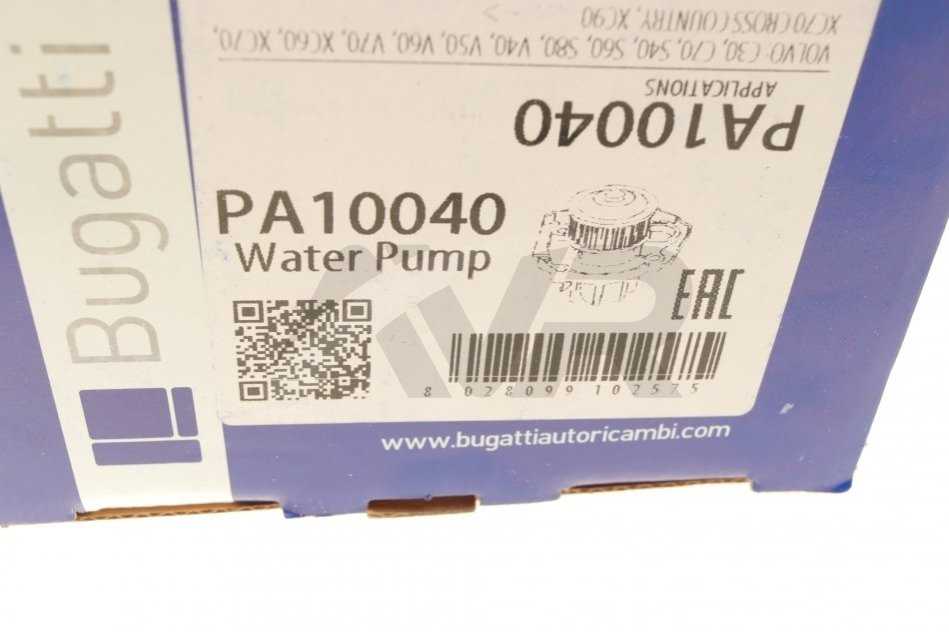 XC70 CROSS COUNTRY, XC90
VOLVO-C30, C70, S40, S60, S80, V40, V50, V60, V70, XC60, XC70,
APPLICATIONS
PA10040
PA10040
Water Pump
EAC
8 028099 102575
www.bugattiautoricambi.com
Bugatti